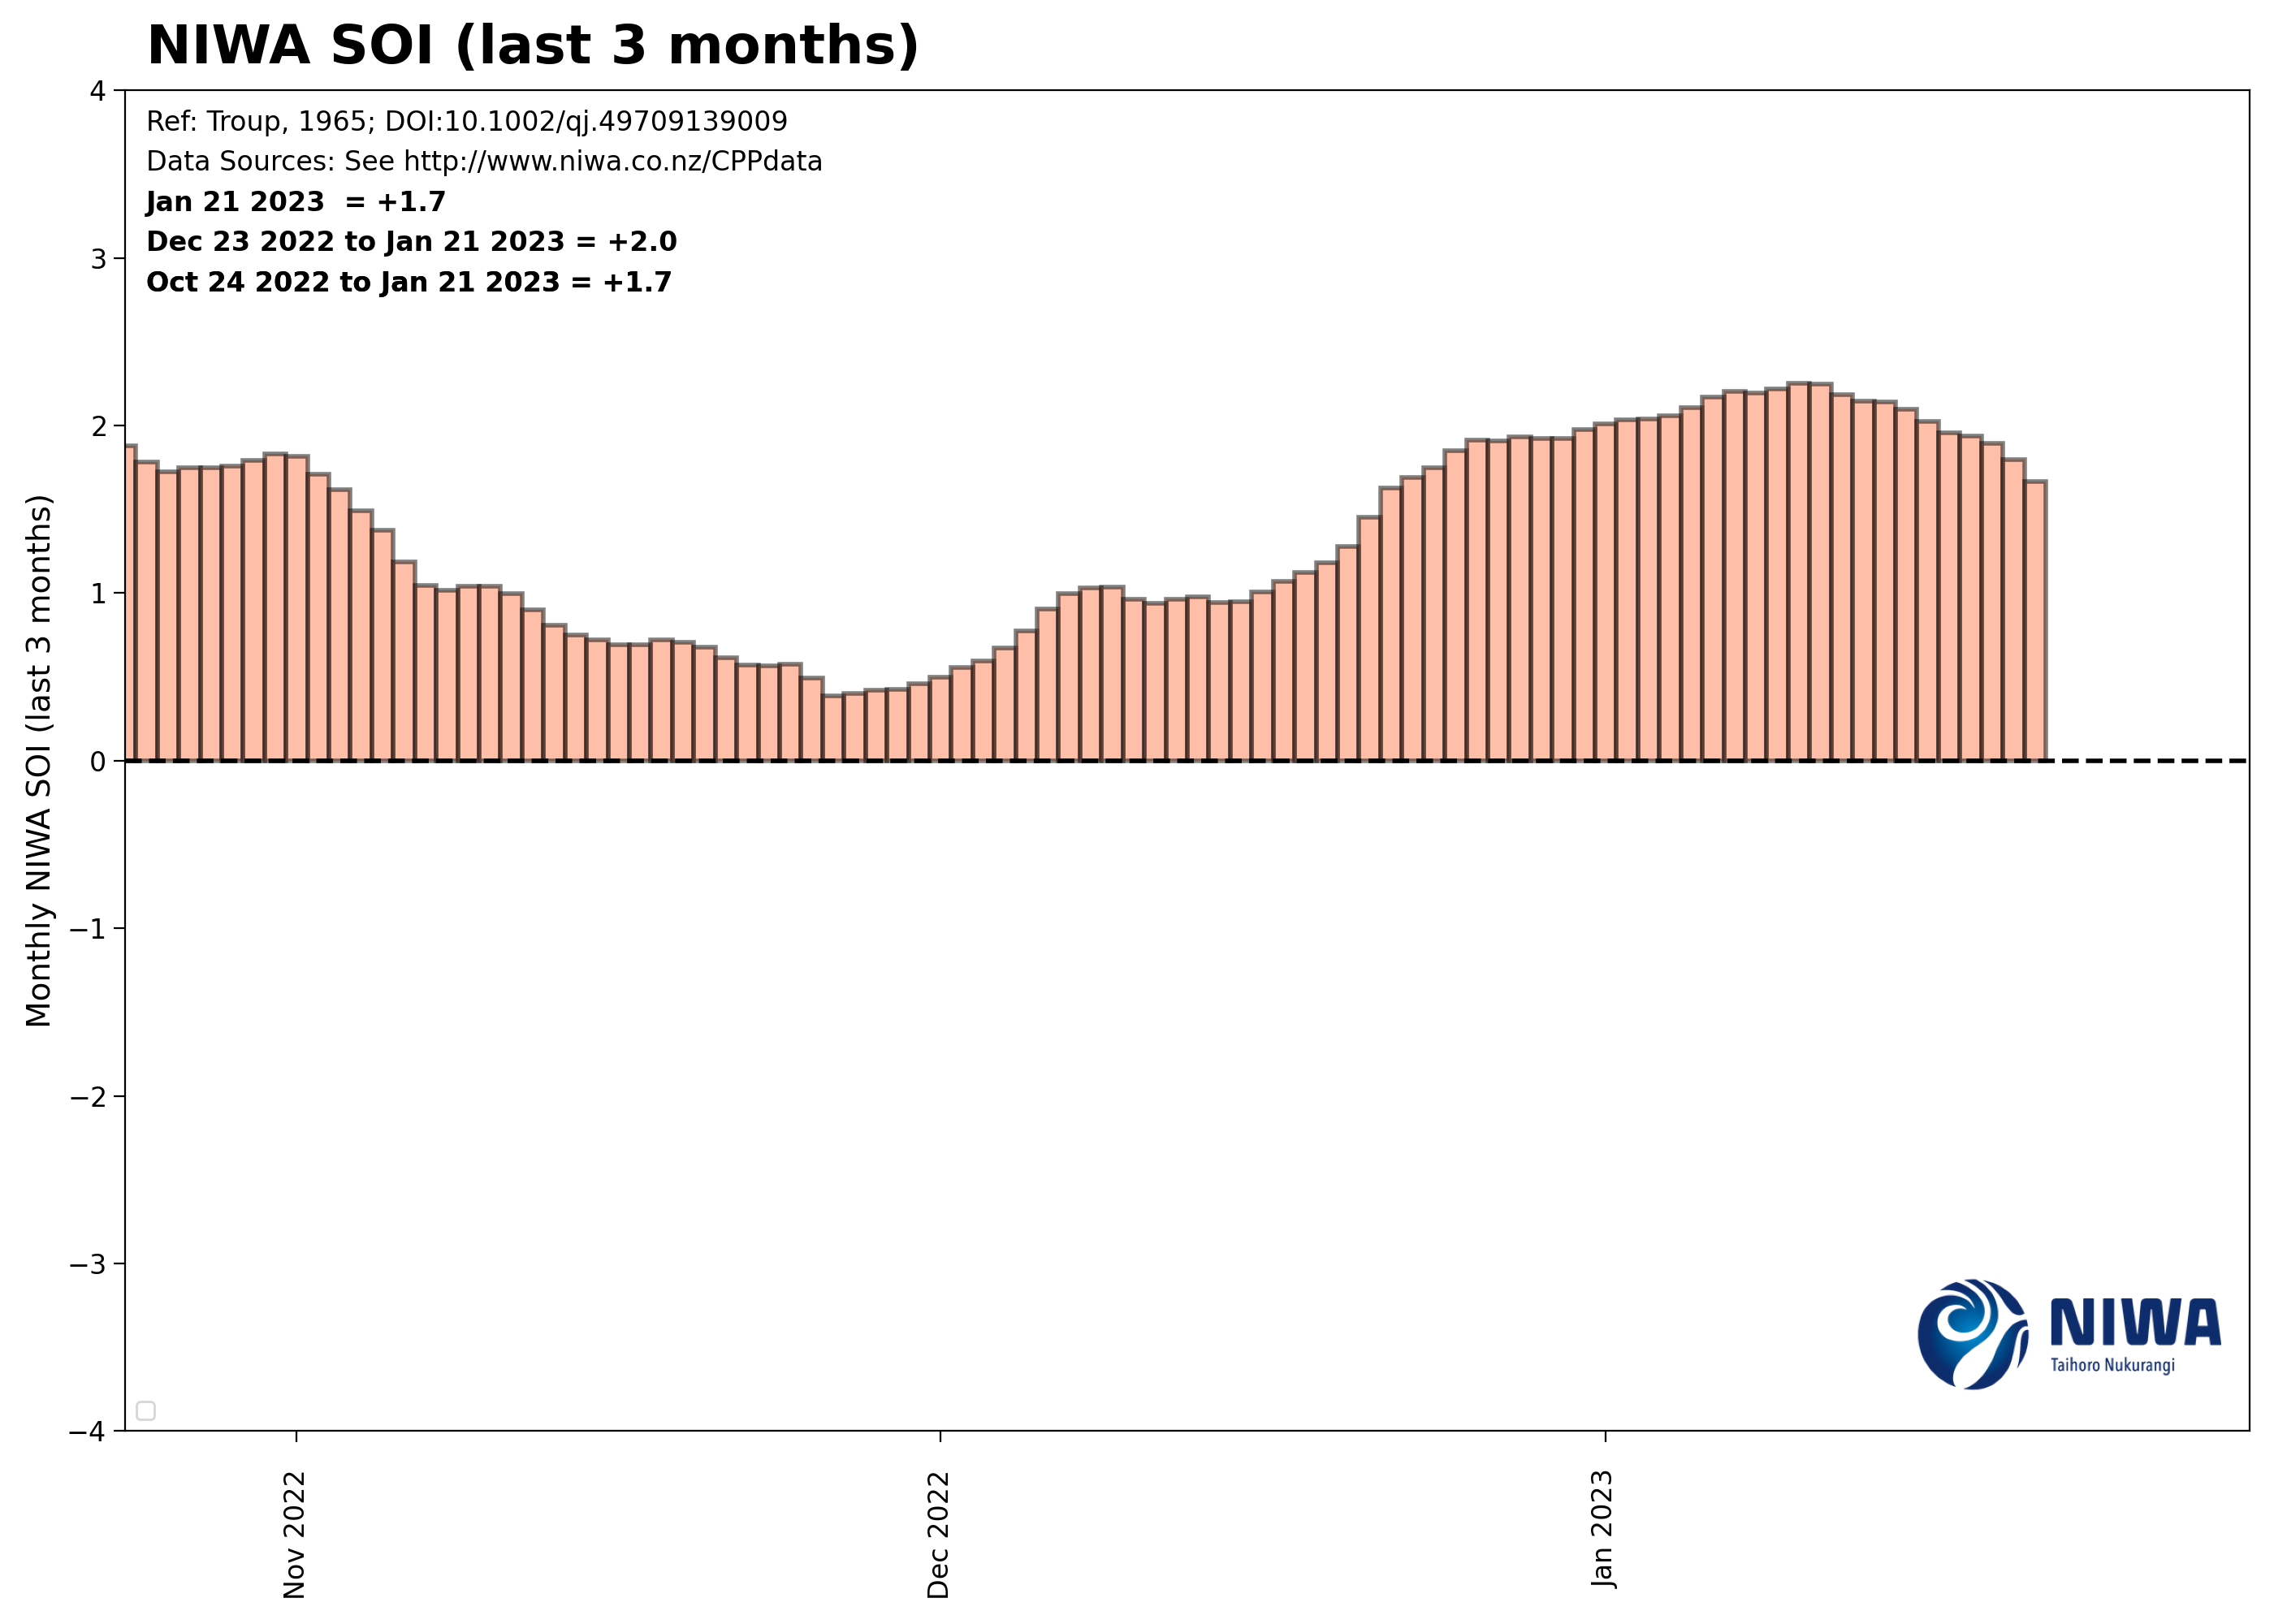 NIWA SOI (last 3 months)
Ref: Troup, 1965; DOI:10.1002/qj.49709139009
Data Sources: See http://www.niwa.co.nz/CPPdata
Jan 21 2023  = +1.7
Dec 23 2022 to Jan 21 2023 = +2.0
Oct 24 2022 to Jan 21 2023 = +1.7
Monthly NIWA SOI (last 3 months)
4
3
2
1
0
−1
−2
−3
−4
Nov 2022
Dec 2022
Jan 2023
NIWA
Taihoro Nukurangi